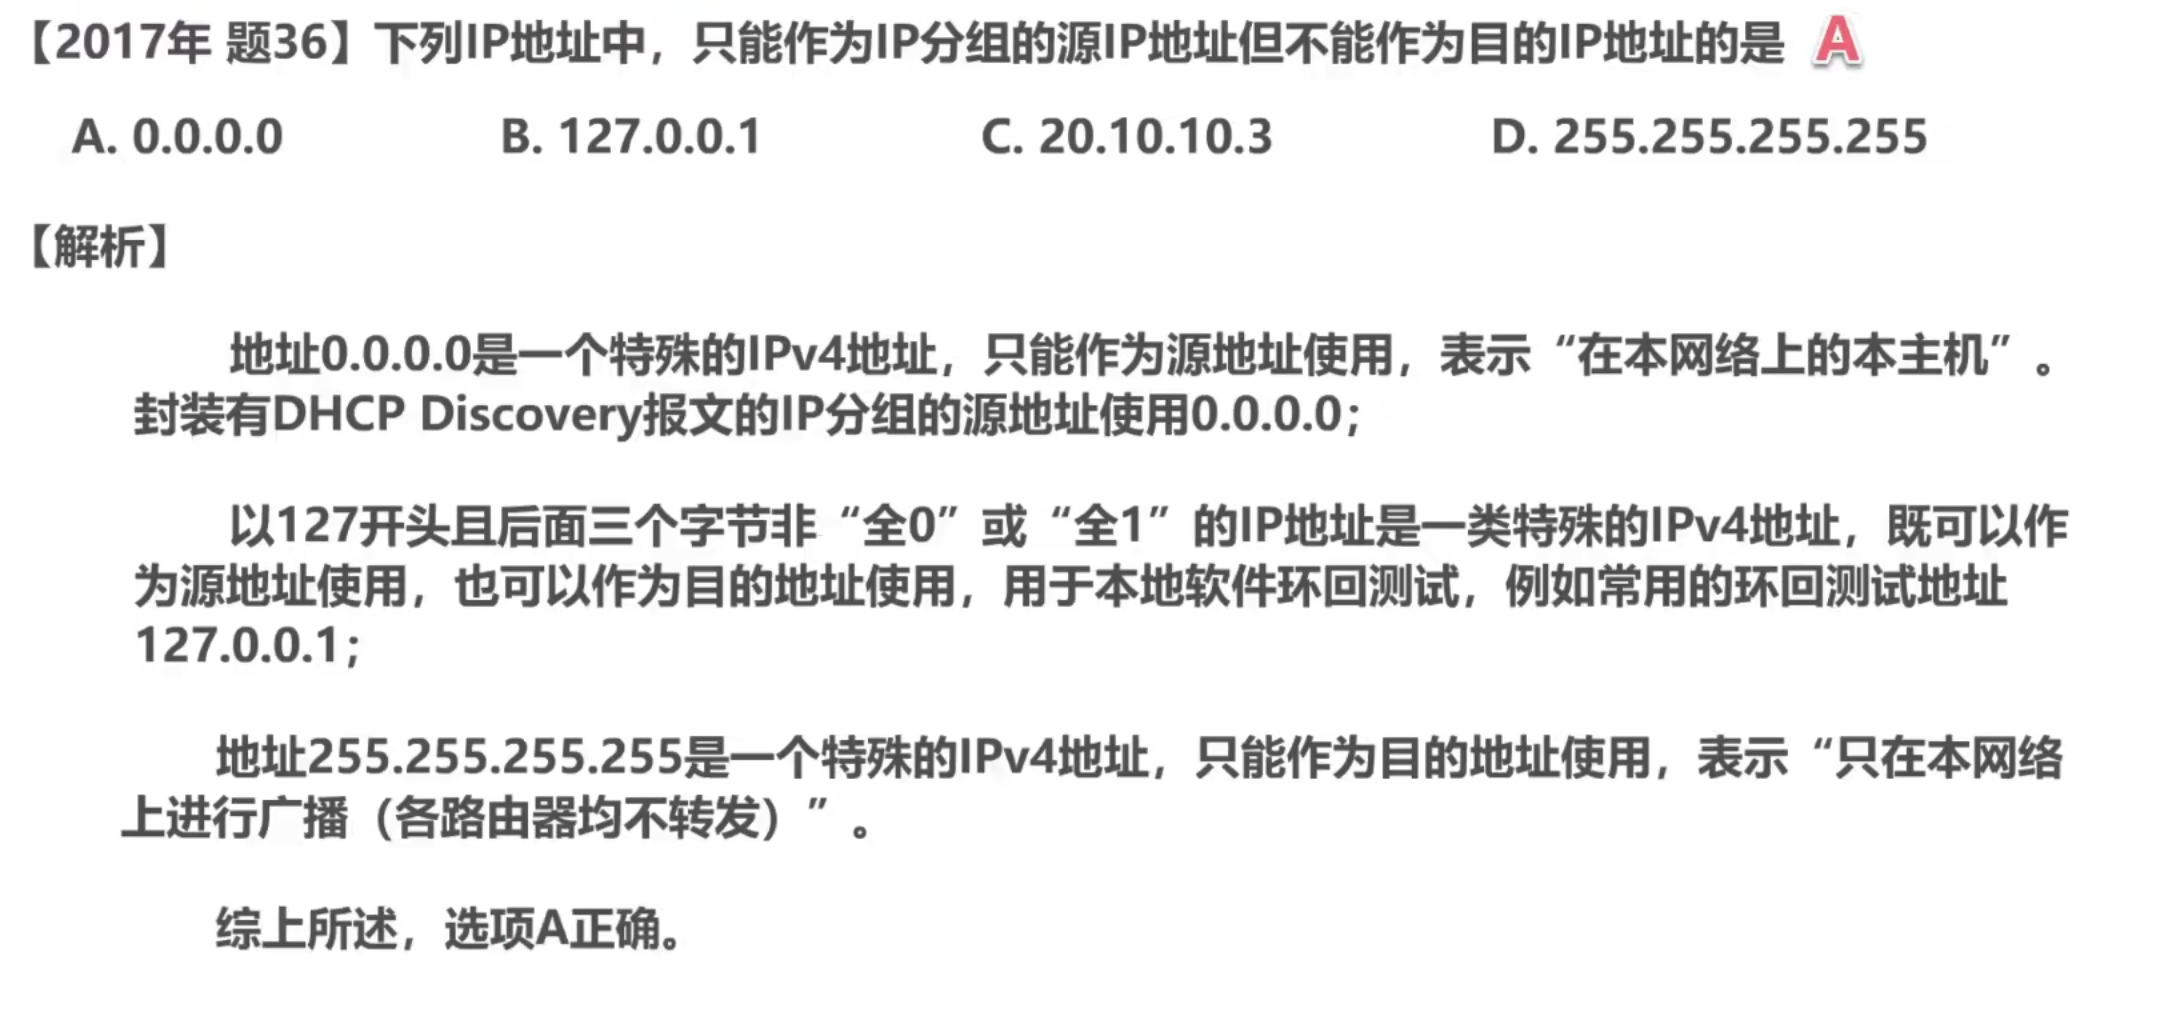 【2017年 题36】下列IP地址中，只能作为IP分组的源IP地址但不能作为目的IP地址的是 A
A. 0.0.0.0 B. 127.0.0.1 C. 20.10.10.3 D. 255.255.255.255
【解析】
地址0.0.0.0是一个特殊的IPv4地址，只能作为源地址使用，表示“在本网络上的本主机”。
封装有DHCP Discovery报文的IP分组的源地址使用0.0.0.0；
以127开头且后面三个字节非“全0”或“全1”的IP地址是一类特殊的IPv4地址，既可以作
为源地址使用，也可以作为目的地址使用，用于本地软件环回测试，例如常用的环回测试地址
127.0.0.1；
地址255.255.255.255是一个特殊的IPv4地址，只能作为目的地址使用，表示“只在本网络
上进行广播（各路由器均不转发）”。
综上所述，选项A正确。